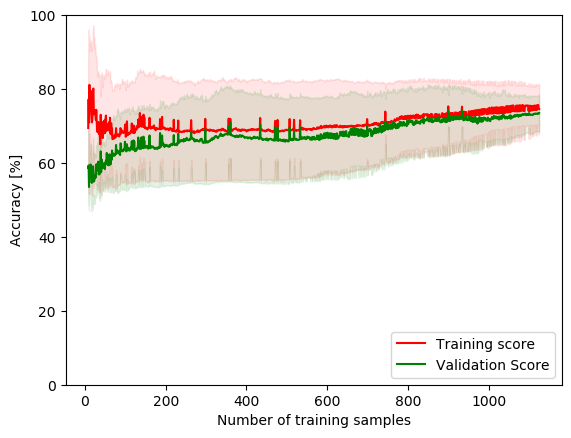 100
80
60
40
20
0
Accuracy [%]
0 200 400 600 800 1000
Number of training samples
Training score
Validation Score